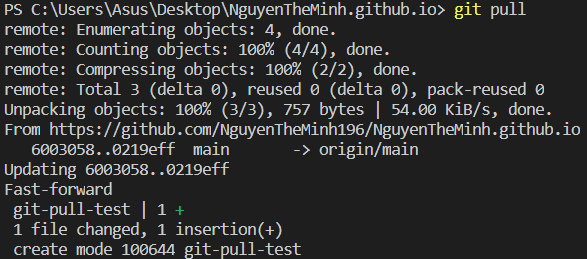 PS C:\Users\Asus\Desktop\NguyenTheMinh.github.io> git pull
remote: Enumerating objects: 4, done.
remote: Counting objects: 100% (4/4), done.
remote: Compressing objects: 100% (2/2), done.
remote: Total 3 (delta 0), reused 0 (delta 0), pack-reused 0
Unpacking objects: 100% (3/3), 757 bytes | 54.00 KiB/s, done.
From https://github.com/NguyenTheMinh196/NguyenTheMinh.github.io
   6003058..0219eff  main       -> origin/main
Updating 6003058..0219eff
Fast-forward
 git-pull-test | 1 +
 1 file changed, 1 insertion(+)
 create mode 100644 git-pull-test